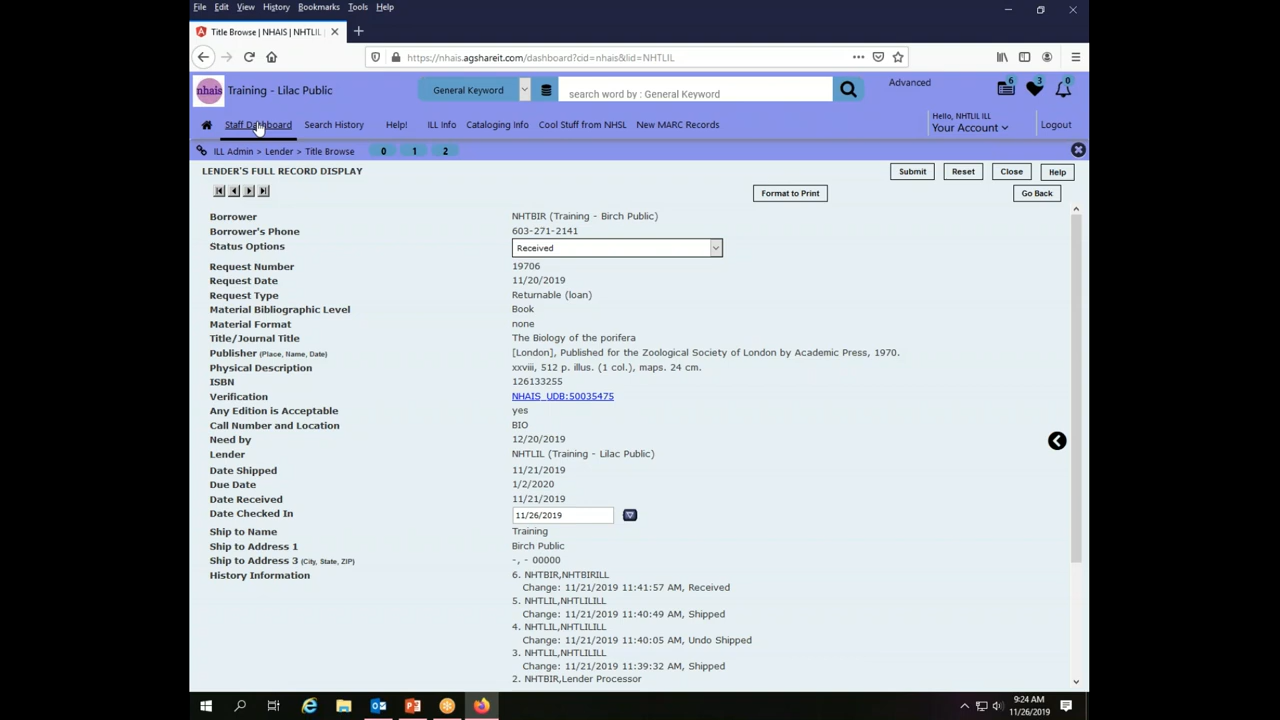 File Edit View History Bookmarks Tools Help
Title Browse | NHAIS | NHTLIL
https://nhais.agshareit.com/dashboard?cid=nhais&lid=NHTLIL
nhais Training - Lilac Public General Keyword search word by : General Keyword Advanced 6 3 0
Staff Dashboard Search History Help! ILL Info Cataloging Info Cool Stuff from NHSL New MARC Records Hello, NHTLIL ILL Your Account Logout
ILL Admin > Lender > Title Browse 0 1 2
LENDER'S FULL RECORD DISPLAY Submit Reset Close Help
Format to Print Go Back
Borrower NHTBIR (Training - Birch Public)
Borrower's Phone 603-271-2141
Status Options Received
Request Number 19706
Request Date 11/20/2019
Request Type Returnable (loan)
Material Bibliographic Level Book
Material Format none
Title/Journal Title The Biology of the porifera
Publisher (Place, Name, Date) [London], Published for the Zoological Society of London by Academic Press, 1970.
Physical Description xxviii, 512 p. illus. (1 col.), maps. 24 cm.
ISBN 126133255
Verification NHAIS_UDB:50035475
Any Edition is Acceptable yes
Call Number and Location BIO
Need by 12/20/2019
Lender NHTLIL (Training - Lilac Public)
Date Shipped 11/21/2019
Due Date 1/2/2020
Date Received 11/21/2019
Date Checked In 11/26/2019
Ship to Name Training
Ship to Address 1 Birch Public
Ship to Address 3 (City, State, ZIP) -, - 00000
History Information 6. NHTBIR,NHTBIRILL
Change: 11/21/2019 11:41:57 AM, Received
5. NHTLIL,NHTLILILL
Change: 11/21/2019 11:40:49 AM, Shipped
4. NHTLIL,NHTLILILL
Change: 11/21/2019 11:40:05 AM, Undo Shipped
3. NHTLIL,NHTLILILL
Change: 11/21/2019 11:39:32 AM, Shipped
2. NHTBIR,Lender Processor
9:24 AM
11/26/2019